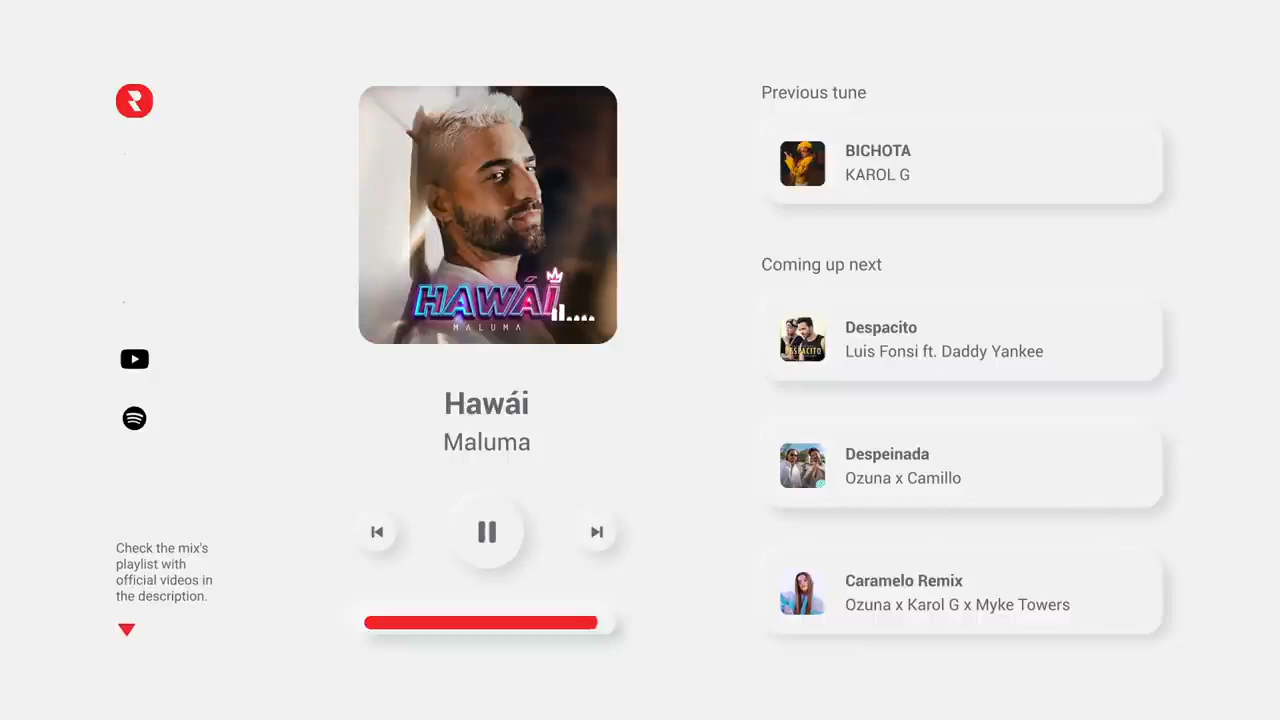 HAWÁI
MALUMA
Hawái
Maluma
Check the mix's
playlist with
official videos in
the description.
Previous tune
BICHOTA
KAROL G
Coming up next
DESPACITO
Despacito
Luis Fonsi ft. Daddy Yankee
Despeinada
Ozuna x Camillo
Caramelo Remix
Ozuna x Karol G x Myke Towers